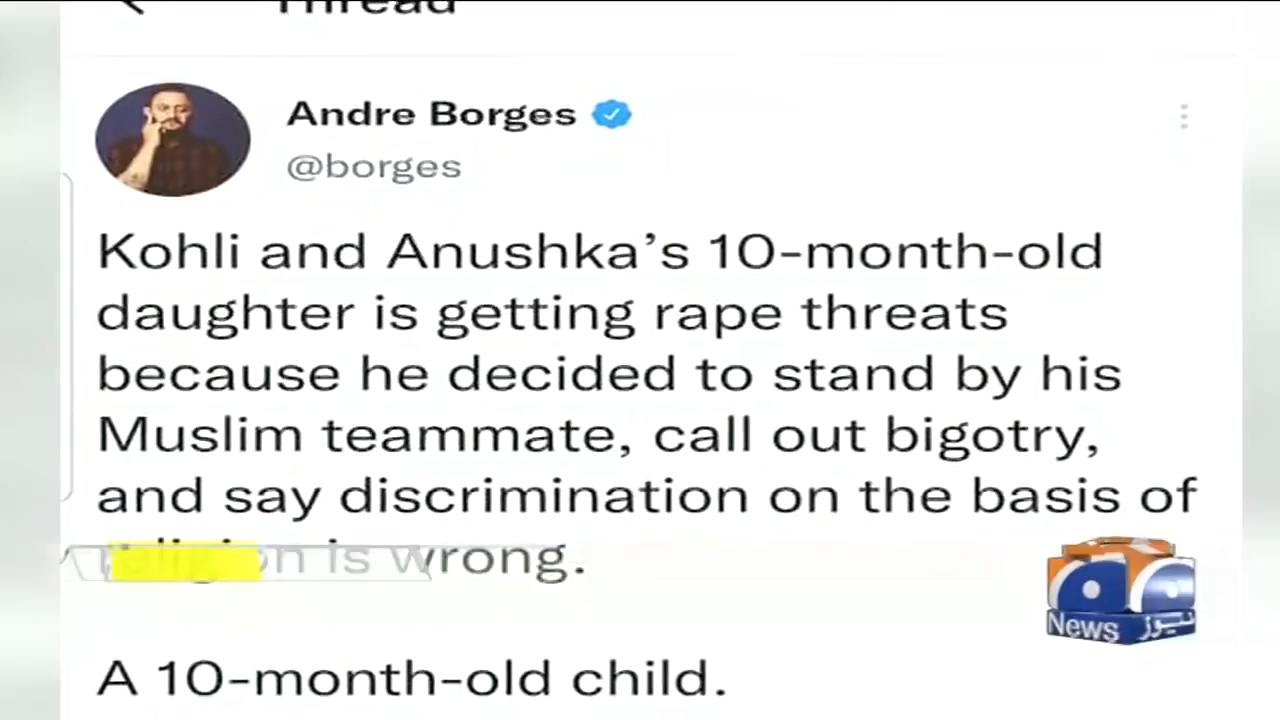 Thread
Andre Borges
@borges
Kohli and Anushka’s 10-month-old
daughter is getting rape threats
because he decided to stand by his
Muslim teammate, call out bigotry,
and say discrimination on the basis of
religion is wrong.
A 10-month-old child.
News نیوز